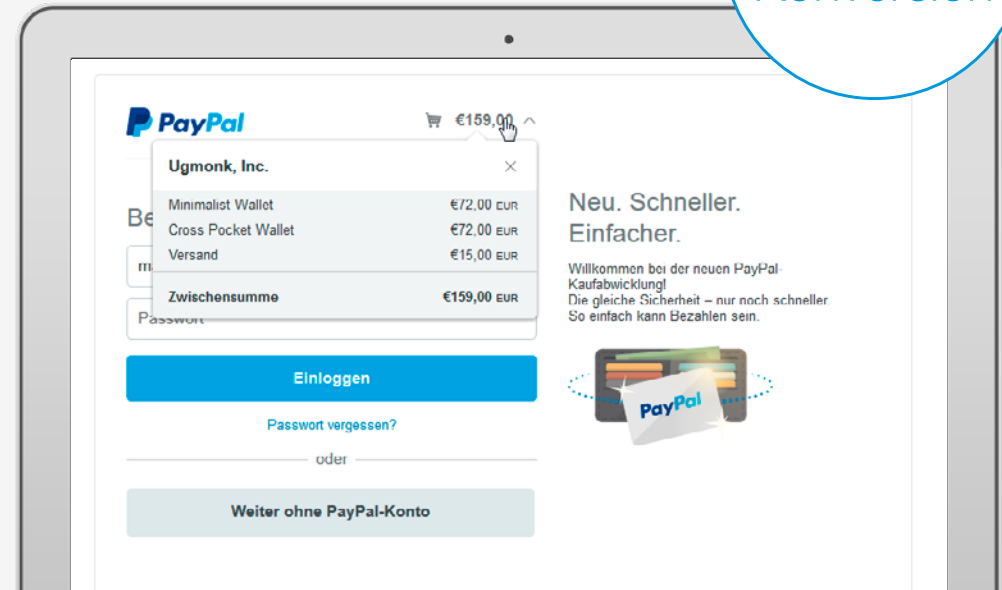 PayPal
€159,00
Ugmonk, Inc.
Minimalist Wallet €72,00 EUR
Cross Pocket Wallet €72,00 EUR
Versand €15,00 EUR
Zwischensumme €159,00 EUR
Be
m
Passwort
Einloggen
Passwort vergessen?
oder
Weiter ohne PayPal-Konto
Neu. Schneller.
Einfacher.
Willkommen bei der neuen PayPal-
Kaufabwicklung!
Die gleiche Sicherheit – nur noch schneller.
So einfach kann Bezahlen sein.
PayPal